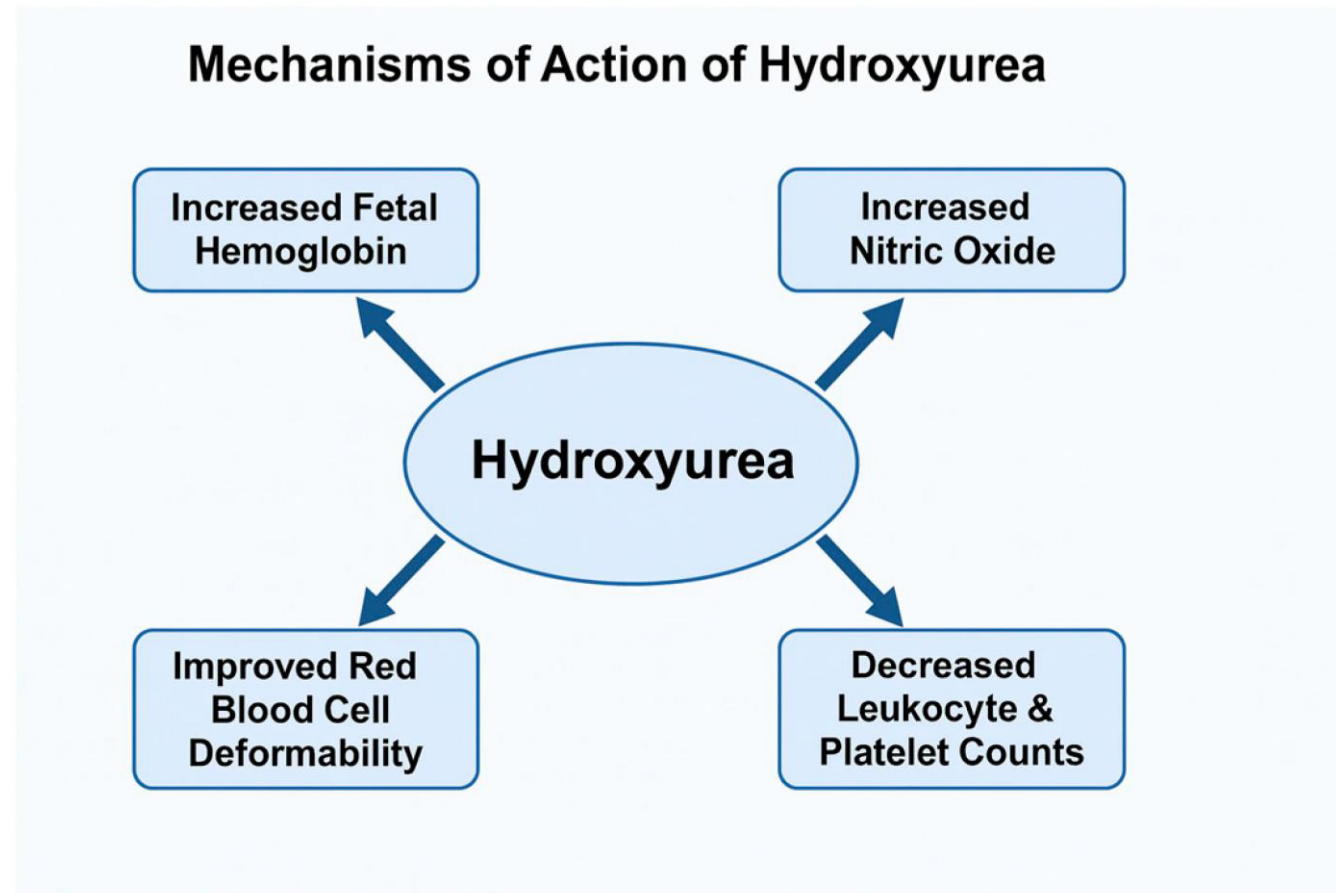 Mechanisms of Action of Hydroxyurea
Increased Fetal
Hemoglobin
Increased
Nitric Oxide
Hydroxyurea
Improved Red
Blood Cell
Deformability
Decreased
Leukocyte &
Platelet Counts